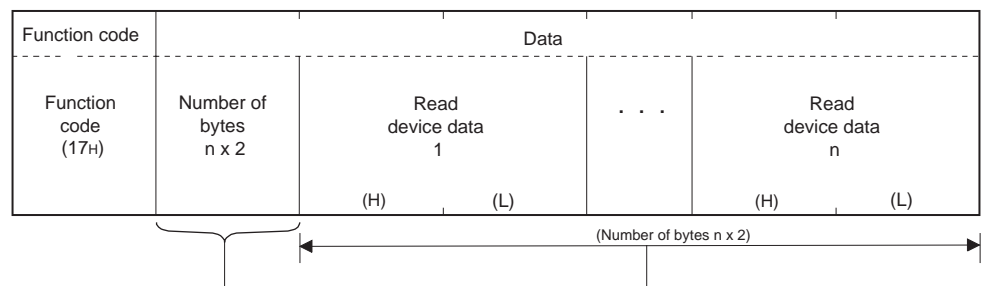 Function code
Data
Function
code
(17H)
Number of
bytes
n x 2
Read
device data
1
(H)
(L)
. . .
Read
device data
n
(H)
(L)
(Number of bytes n x 2)